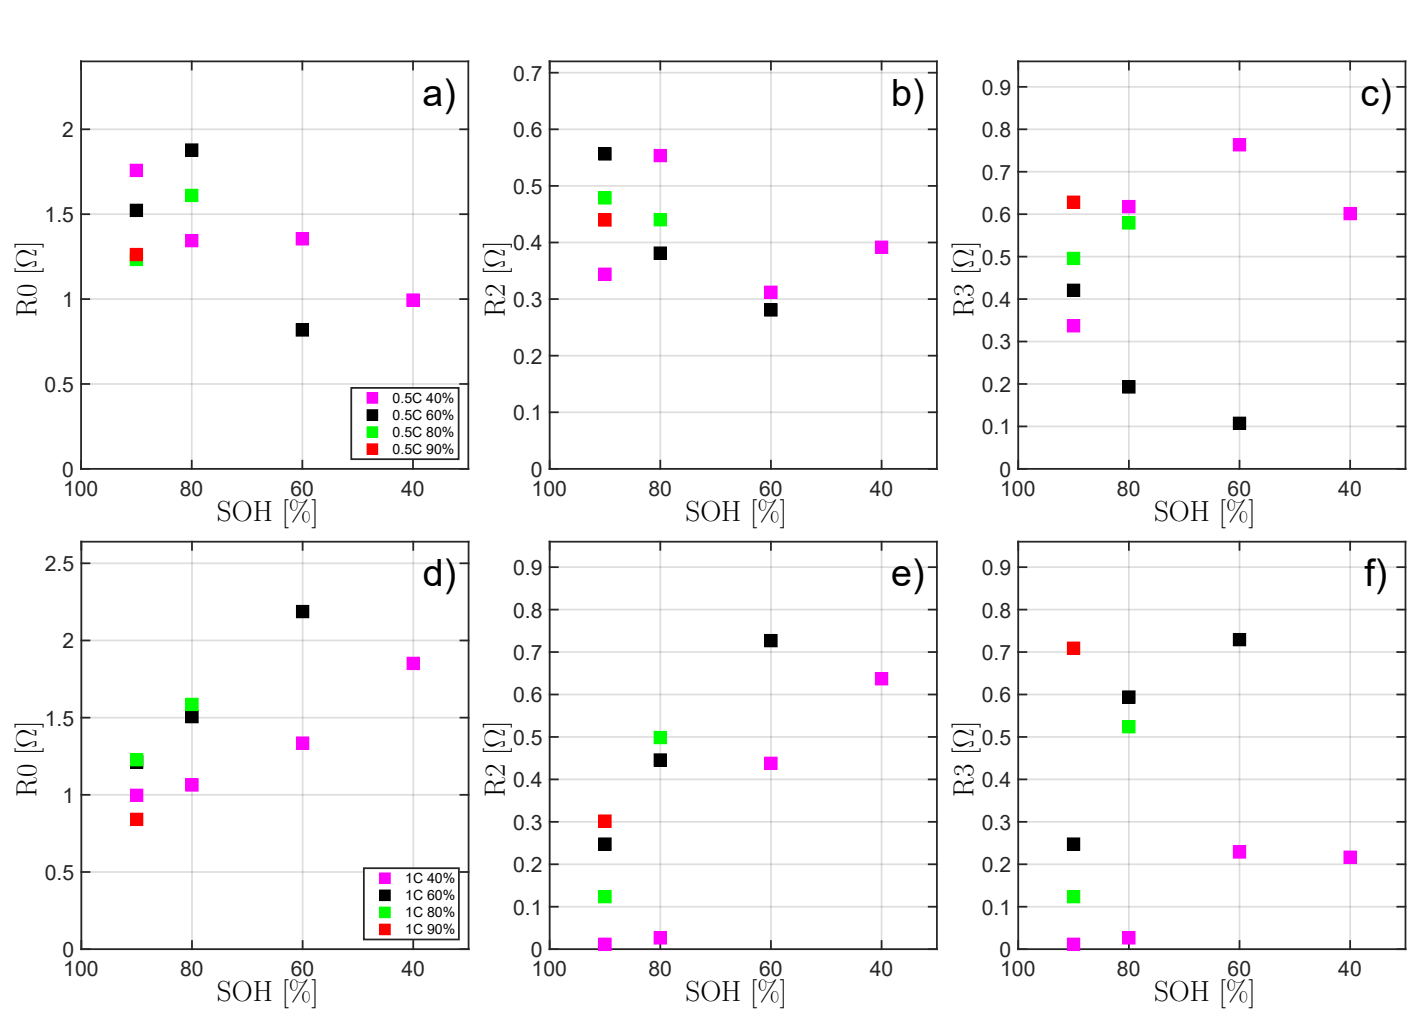 a)
2
1.5
1
0.5
0
R0 [Ω]
100 80 60 40
SOH [%]
0.5C 40%
0.5C 60%
0.5C 80%
0.5C 90%
b)
0.7
0.6
0.5
0.4
0.3
0.2
0.1
0
R2 [Ω]
100 80 60 40
SOH [%]
c)
0.9
0.8
0.7
0.6
0.5
0.4
0.3
0.2
0.1
0
R3 [Ω]
100 80 60 40
SOH [%]
d)
2.5
2
1.5
1
0.5
0
R0 [Ω]
100 80 60 40
SOH [%]
1C 40%
1C 60%
1C 80%
1C 90%
e)
0.9
0.8
0.7
0.6
0.5
0.4
0.3
0.2
0.1
0
R2 [Ω]
100 80 60 40
SOH [%]
f)
0.9
0.8
0.7
0.6
0.5
0.4
0.3
0.2
0.1
0
R3 [Ω]
100 80 60 40
SOH [%]